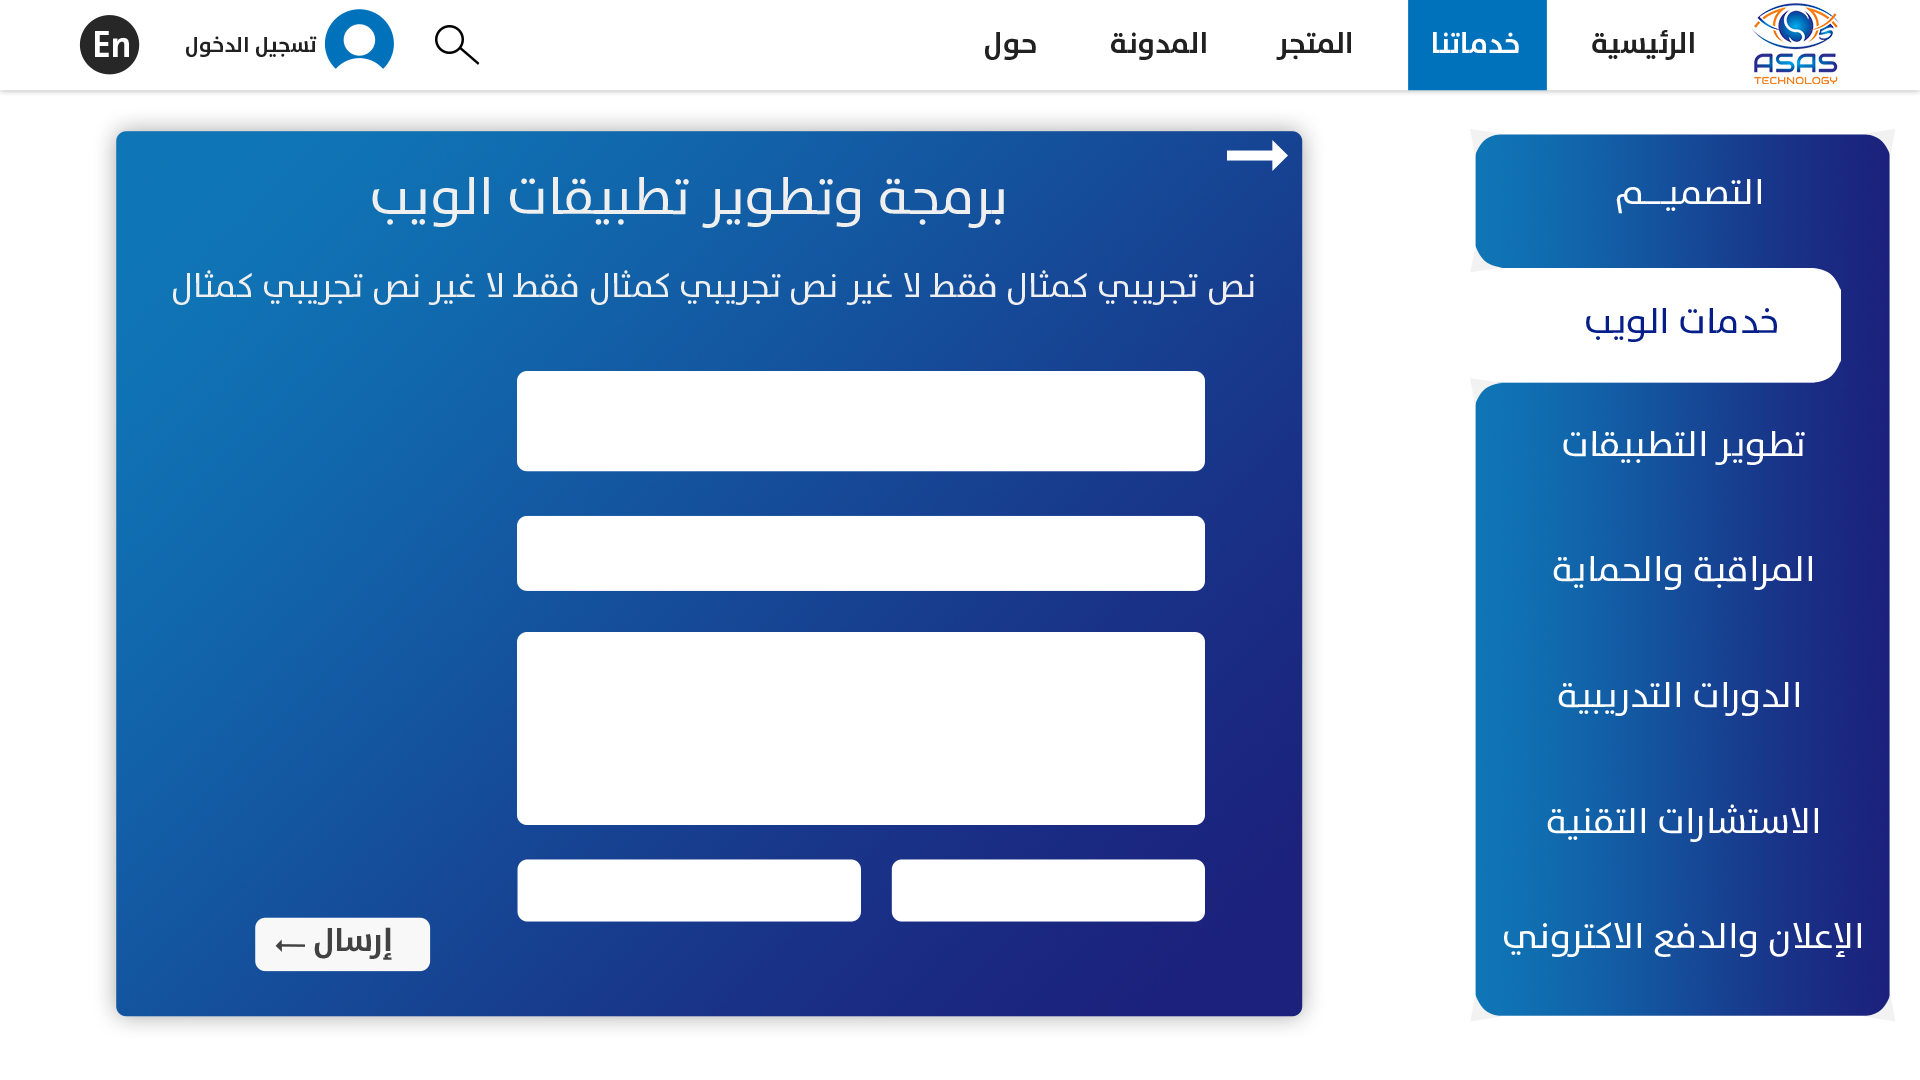 ASAS
TECHNOLOGY
الرئيسية
خدماتنا
المتجر
المدونة
حول
تسجيل الدخول
En
التصميـــم
خدمات الويب
تطوير التطبيقات
المراقبة والحماية
الدورات التدريبية
الاستشارات التقنية
الإعلان والدفع الاكتروني
برمجة وتطوير تطبيقات الويب
نص تجريبي كمثال فقط لا غير نص تجريبي كمثال فقط لا غير نص تجريبي كمثال
إرسال ←